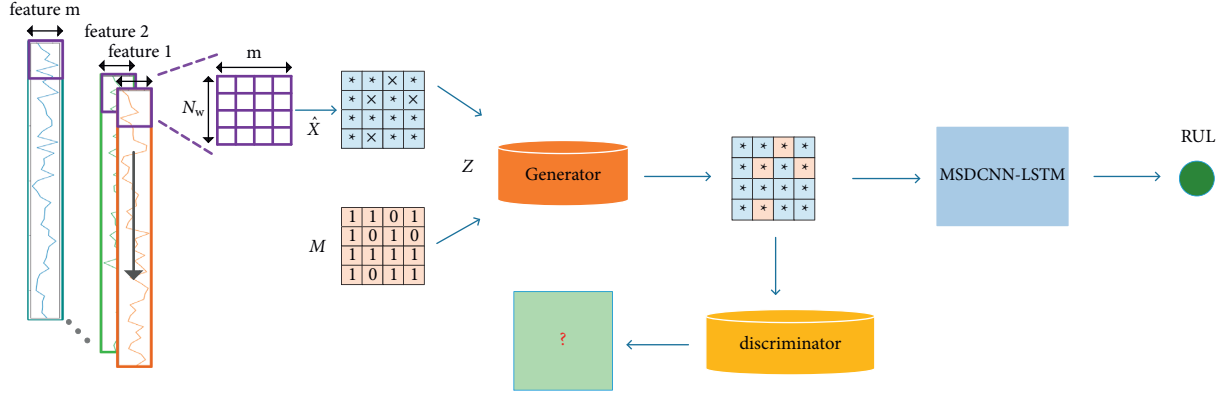 feature m
feature 2
feature 1
m
N_w
X̂
* * × *
* × * ×
* * * *
* × * *
Z
M
1 1 0 1
1 0 1 0
1 1 1 1
1 0 1 1
Generator
* * * *
* * * *
* * * *
* * * *
MSDCNN-LSTM
RUL
?
discriminator